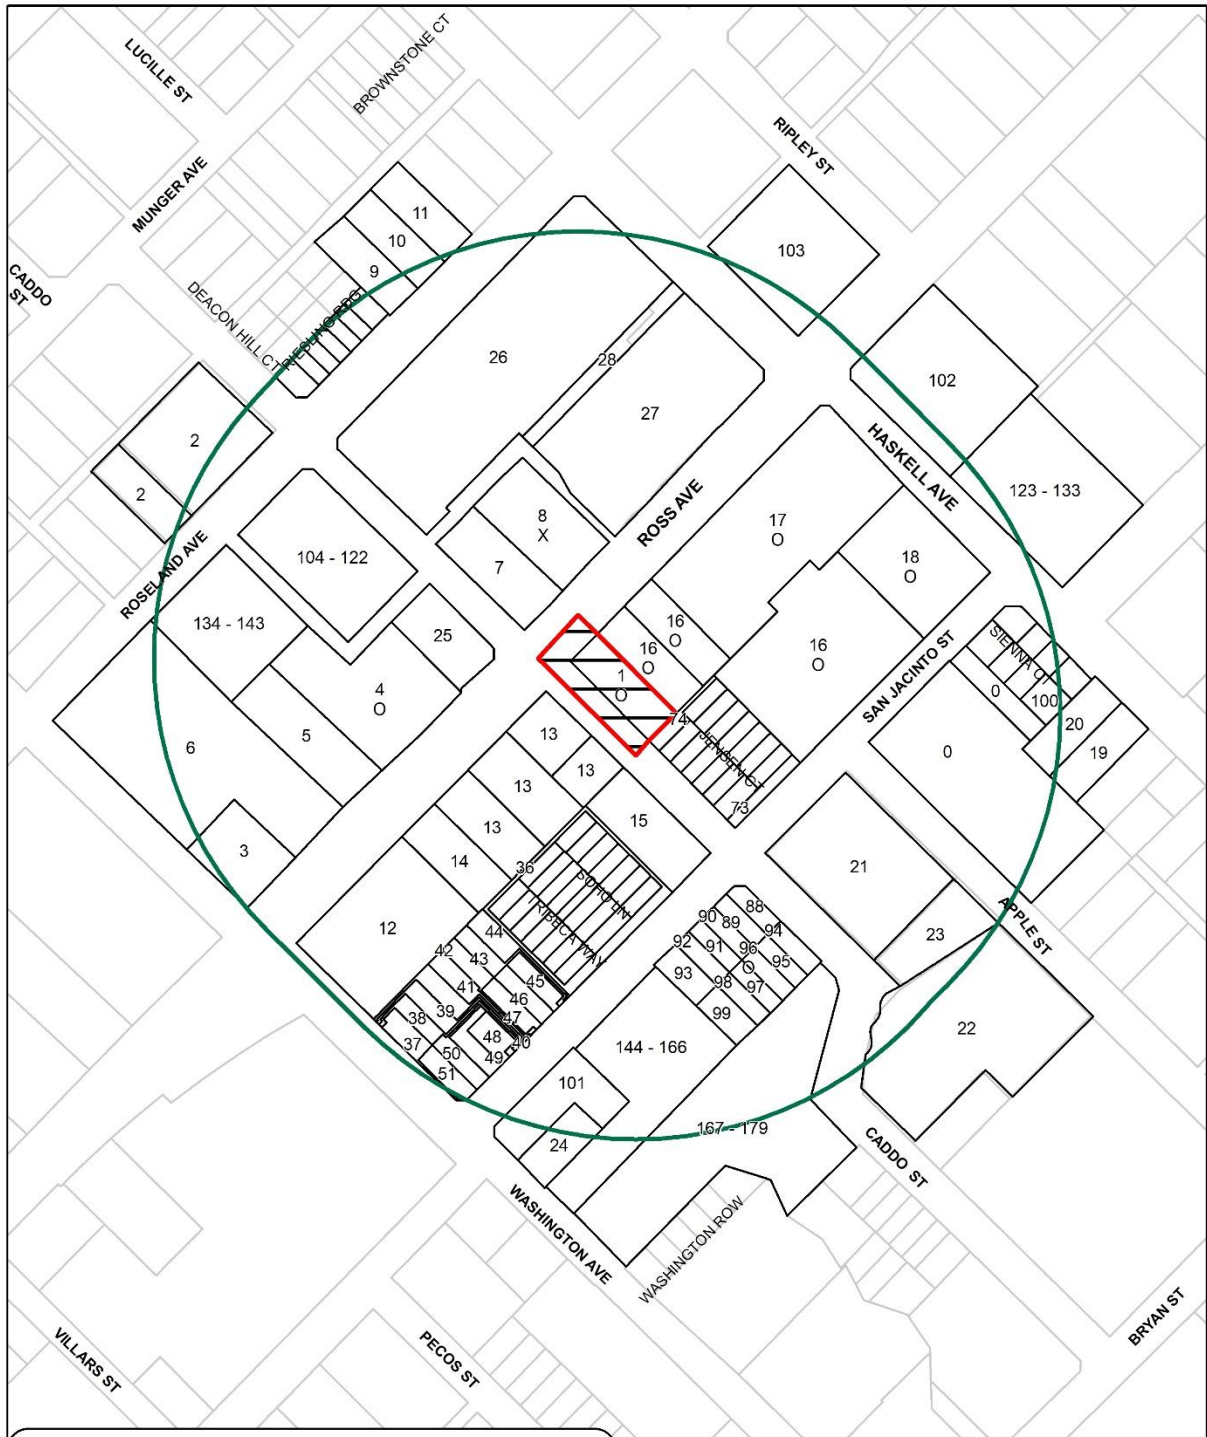 LUCILLE ST
BROWNSTONE CT
RIPLEY ST
MUNGER AVE
CADDO
ST
DEACON HILL CT
RIESLING RDG
11
10
9
103
26
28
27
102
2
2
HASKELL AVE
123 - 133
ROSS AVE
8
X
7
17
O
18
O
ROSELAND AVE
104 - 122
134 - 143
25
16
O
16
O
16
O
1
O
4
O
SAN JACINTO ST
SIENNA CT
0
100
20
19
0
6
5
74
JENSEN CT
73
13
13
13
13
15
3
14
36
SOHO LN
TRIBECA WAY
21
APPLE ST
23
12
44
42
43
41
45
46
47
38
39
37
48
40
49
50
51
88
90
89
94
92
91
96
O
95
93
98
97
99
22
144 - 166
101
24
167 - 179
CADDO ST
WASHINGTON AVE
WASHINGTON ROW
VILLARS ST
PECOS ST
BRYAN ST